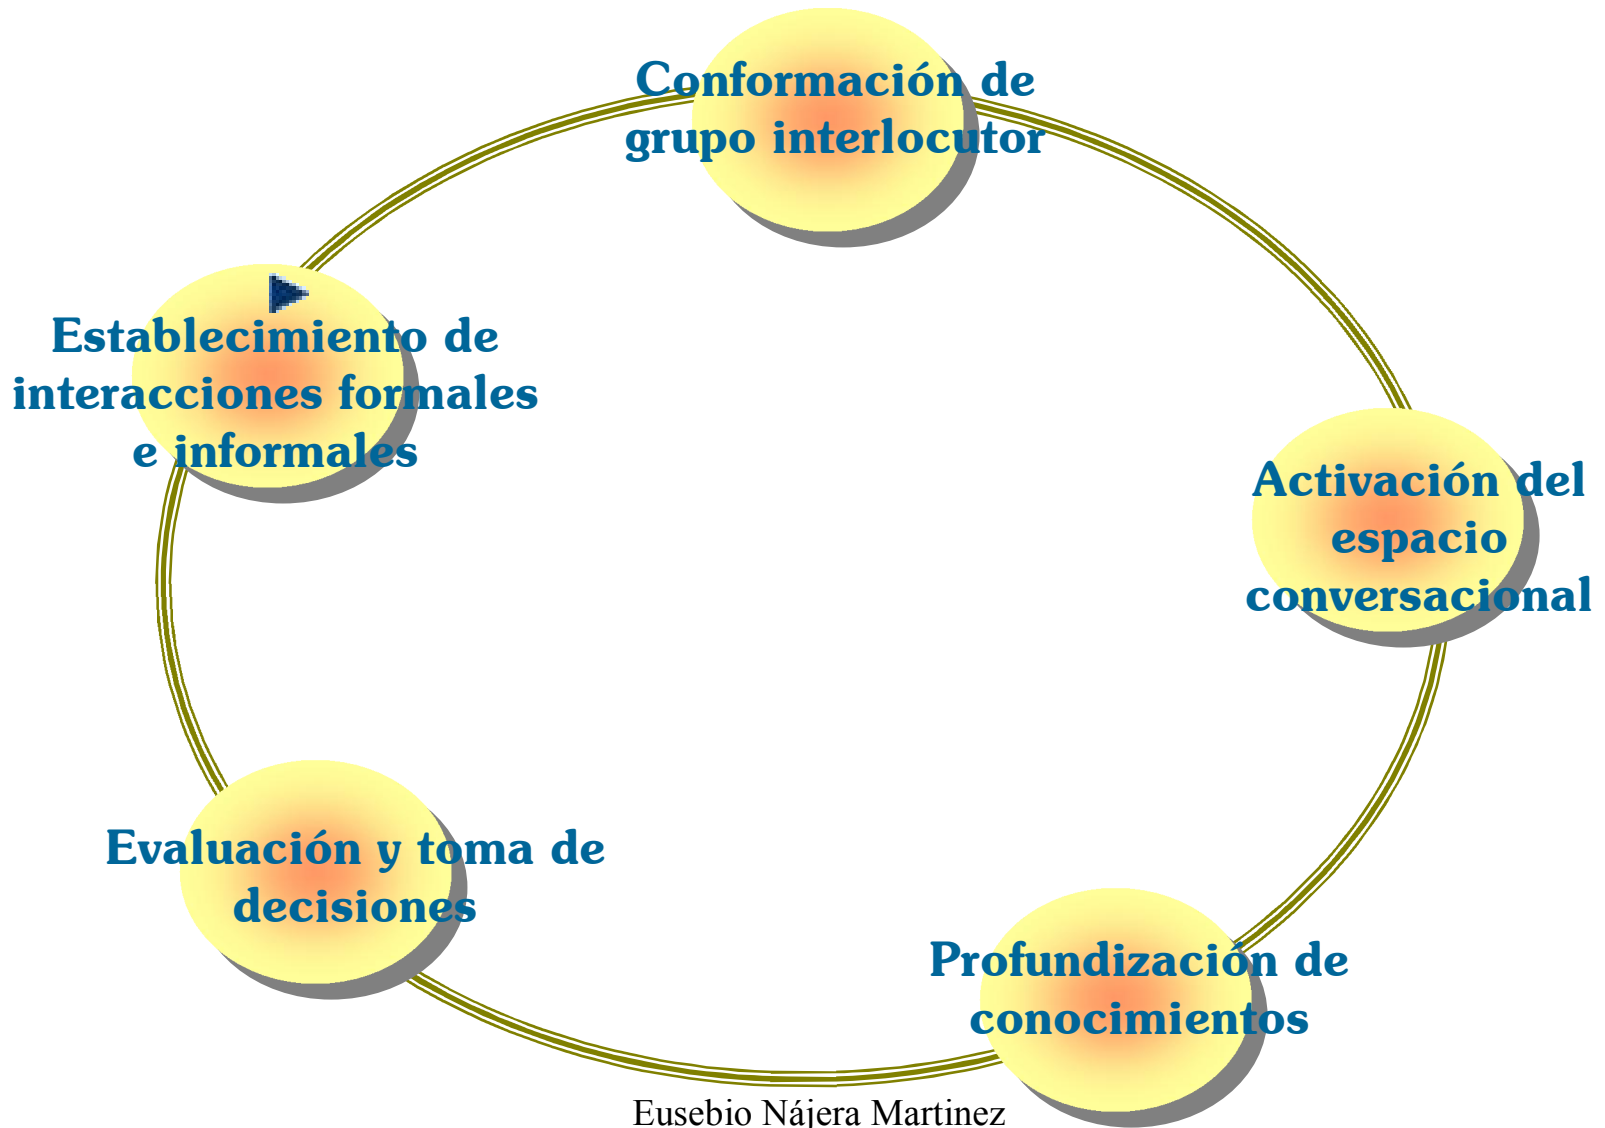 Conformación de
grupo interlocutor
Establecimiento de
interacciones formales
e informales
Activación del
espacio
conversacional
Evaluación y toma de
decisiones
Profundización de
conocimientos
Eusebio Nájera Martinez